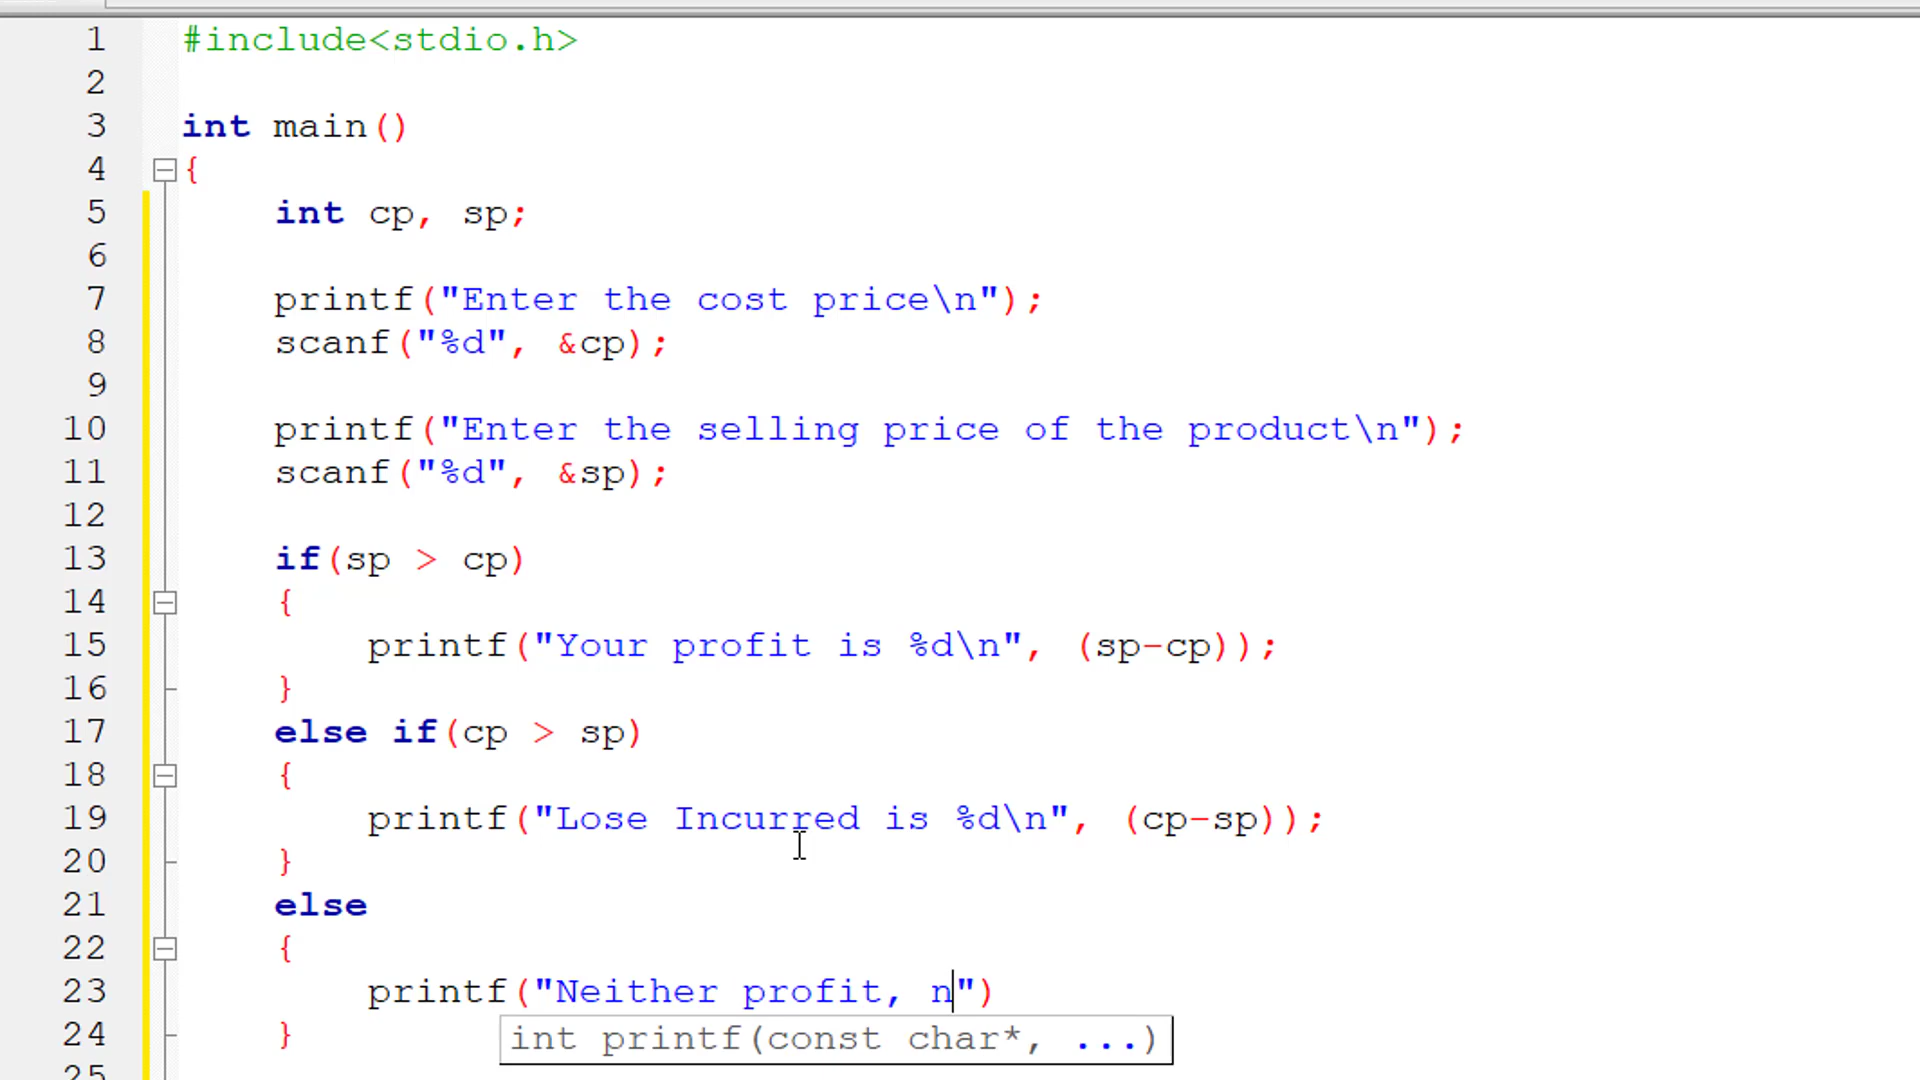 1 #include<stdio.h>
2
3 int main()
4 {
5 int cp, sp;
6
7 printf("Enter the cost price\n");
8 scanf("%d", &cp);
9
10 printf("Enter the selling price of the product\n");
11 scanf("%d", &sp);
12
13 if(sp > cp)
14 {
15 printf("Your profit is %d\n", (sp-cp));
16 }
17 else if(cp > sp)
18 {
19 printf("Lose Incurred is %d\n", (cp-sp));
20 }
21 else
22 {
23 printf("Neither profit, n")
24 }
int printf(const char*, ...)
25